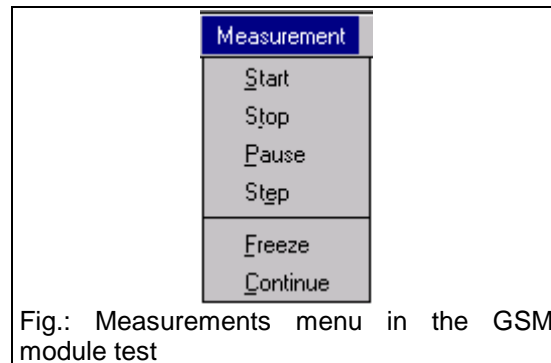 Measurement
Start
Stop
Pause
Step
Freeze
Continue
Fig.: Measurements menu in the GSM
module test